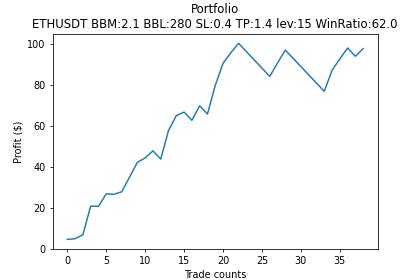 Portfolio
ETHUSDT BBM:2.1 BBL:280 SL:0.4 TP:1.4 lev:15 WinRatio:62.0
100
80
60
40
20
0
Profit ($)
0 5 10 15 20 25 30 35
Trade counts